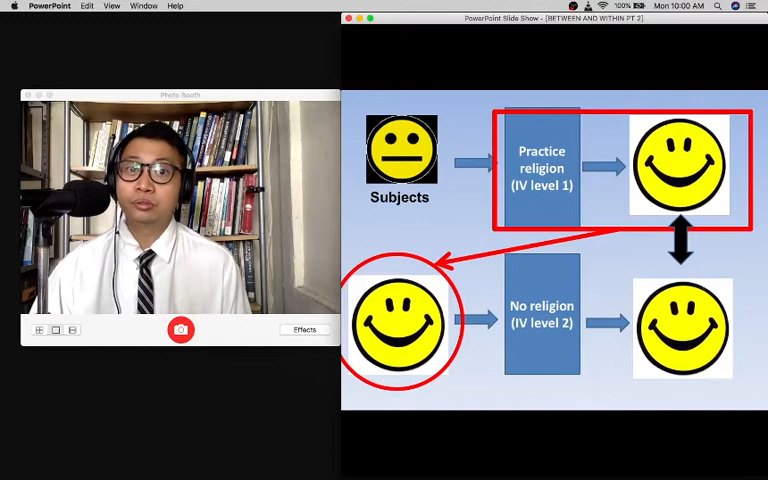 PowerPoint Edit View Window Help
100% Mon 10:00 AM
PowerPoint Slide Show - [BETWEEN AND WITHIN PT 2]
Photo Booth
Practice
religion
(IV level 1)
Subjects
No religion
(IV level 2)
Effects